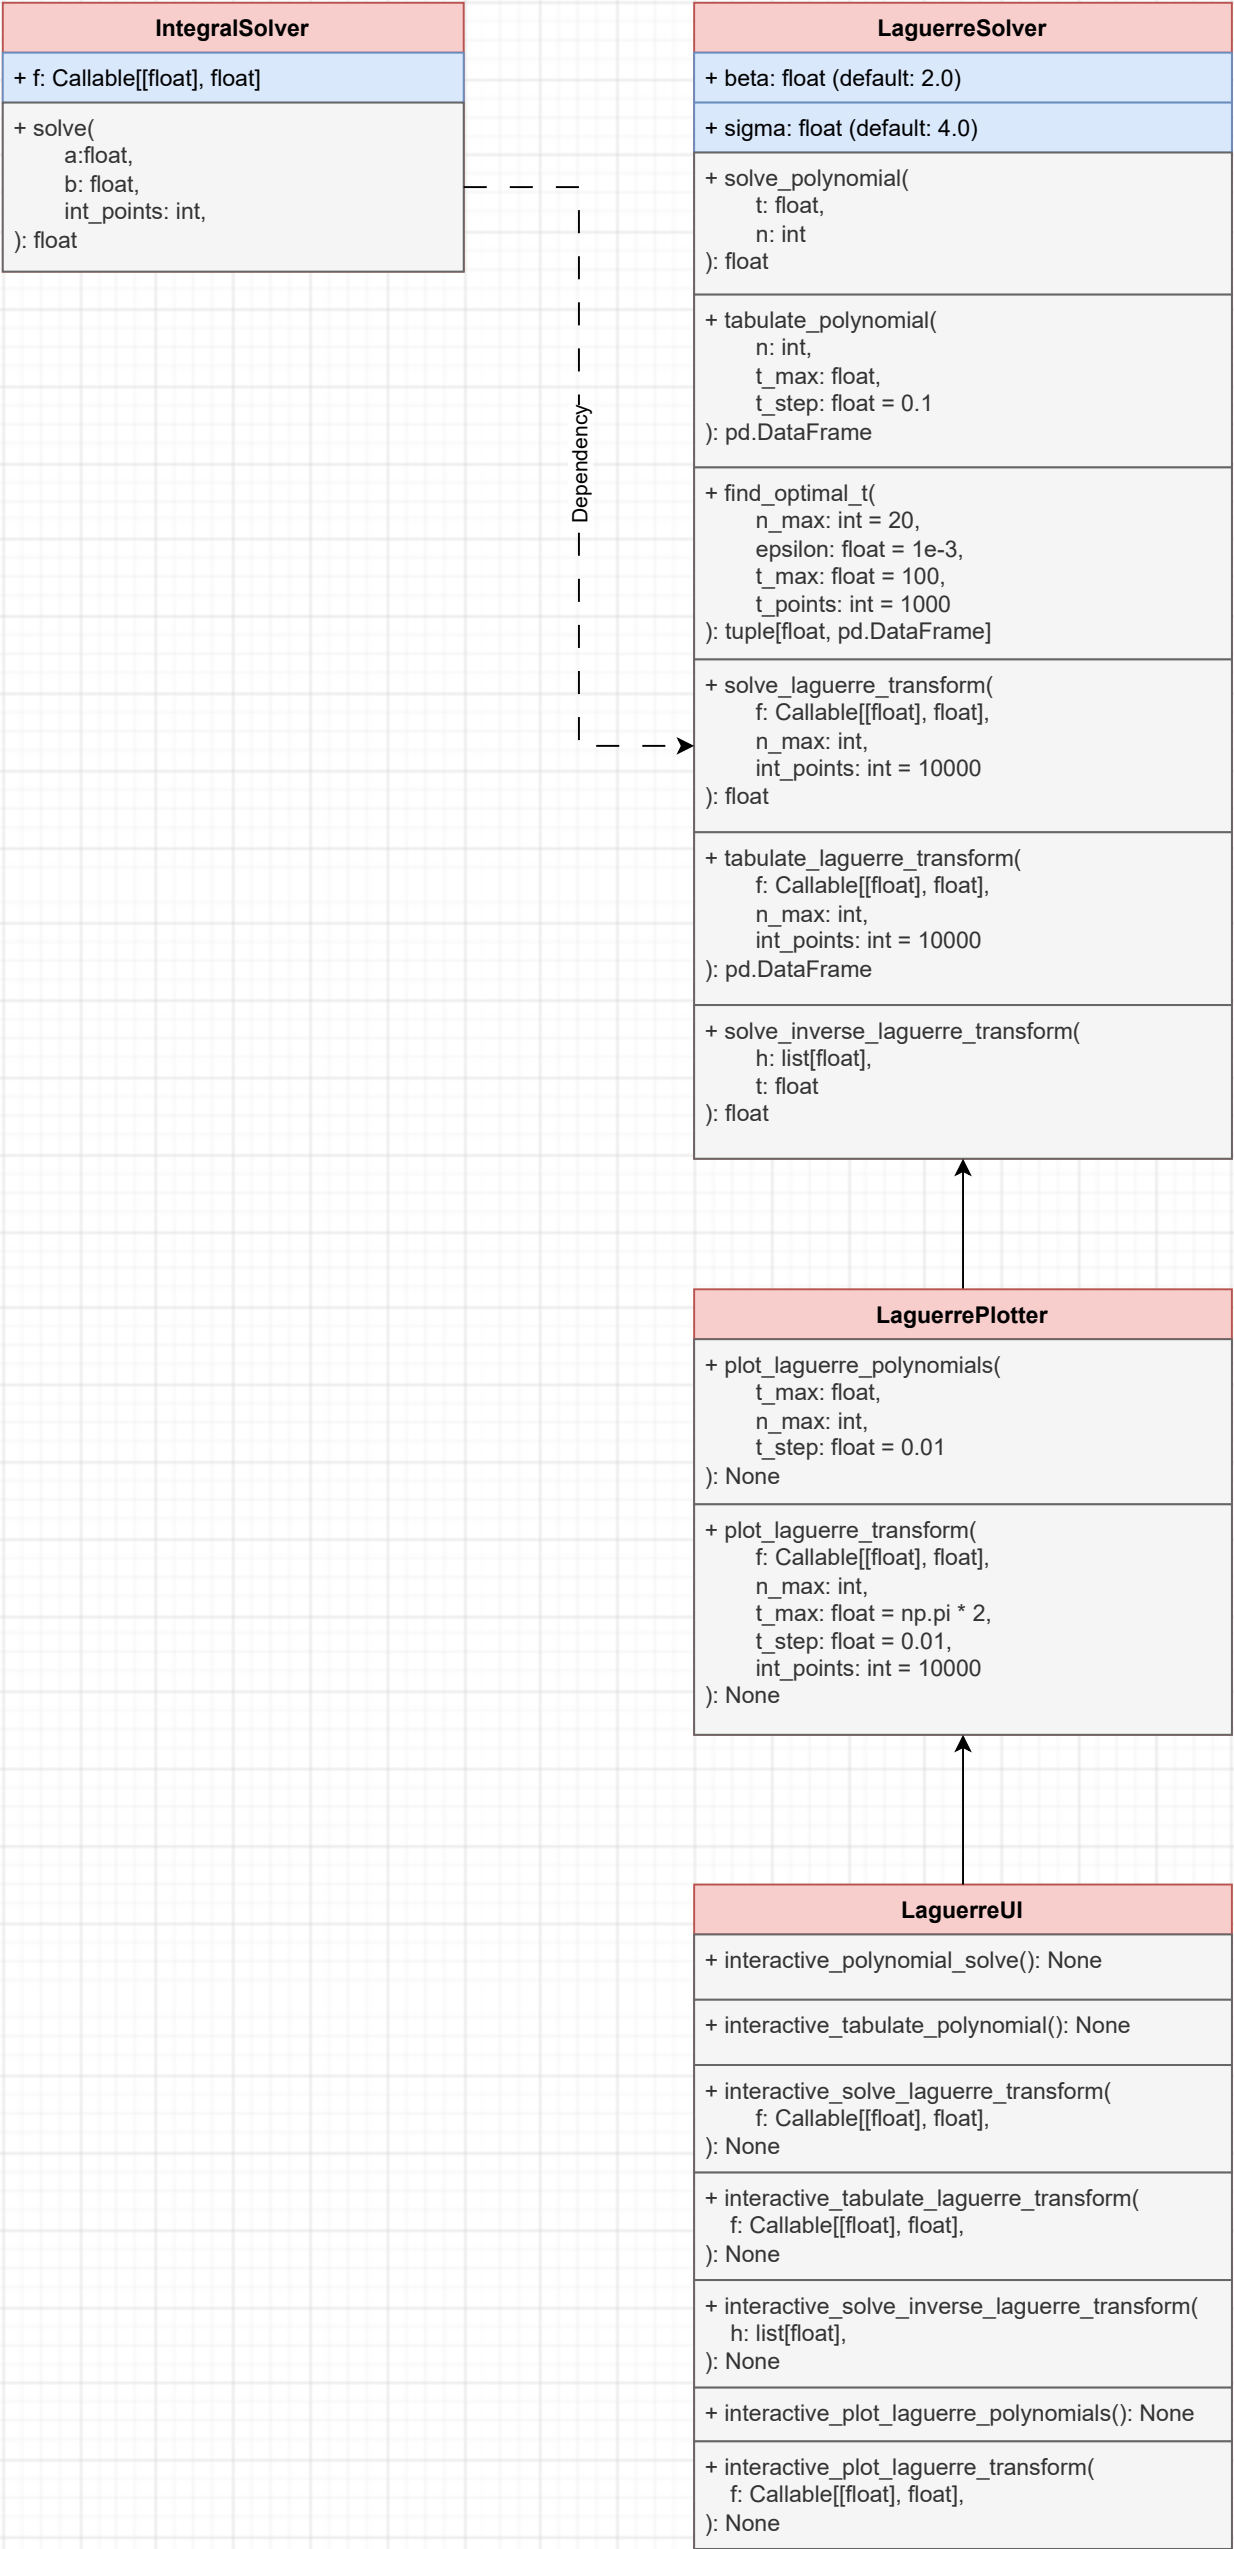 IntegralSolver
+ f: Callable[[float], float]
+ solve(
a:float,
b: float,
int_points: int,
): float
Dependency
LaguerreSolver
+ beta: float (default: 2.0)
+ sigma: float (default: 4.0)
+ solve_polynomial(
t: float,
n: int
): float
+ tabulate_polynomial(
n: int,
t_max: float,
t_step: float = 0.1
): pd.DataFrame
+ find_optimal_t(
n_max: int = 20,
epsilon: float = 1e-3,
t_max: float = 100,
t_points: int = 1000
): tuple[float, pd.DataFrame]
+ solve_laguerre_transform(
f: Callable[[float], float],
n_max: int,
int_points: int = 10000
): float
+ tabulate_laguerre_transform(
f: Callable[[float], float],
n_max: int,
int_points: int = 10000
): pd.DataFrame
+ solve_inverse_laguerre_transform(
h: list[float],
t: float
): float
LaguerrePlotter
+ plot_laguerre_polynomials(
t_max: float,
n_max: int,
t_step: float = 0.01
): None
+ plot_laguerre_transform(
f: Callable[[float], float],
n_max: int,
t_max: float = np.pi * 2,
t_step: float = 0.01,
int_points: int = 10000
): None
LaguerreUI
+ interactive_polynomial_solve(): None
+ interactive_tabulate_polynomial(): None
+ interactive_solve_laguerre_transform(
f: Callable[[float], float],
): None
+ interactive_tabulate_laguerre_transform(
f: Callable[[float], float],
): None
+ interactive_solve_inverse_laguerre_transform(
h: list[float],
): None
+ interactive_plot_laguerre_polynomials(): None
+ interactive_plot_laguerre_transform(
f: Callable[[float], float],
): None